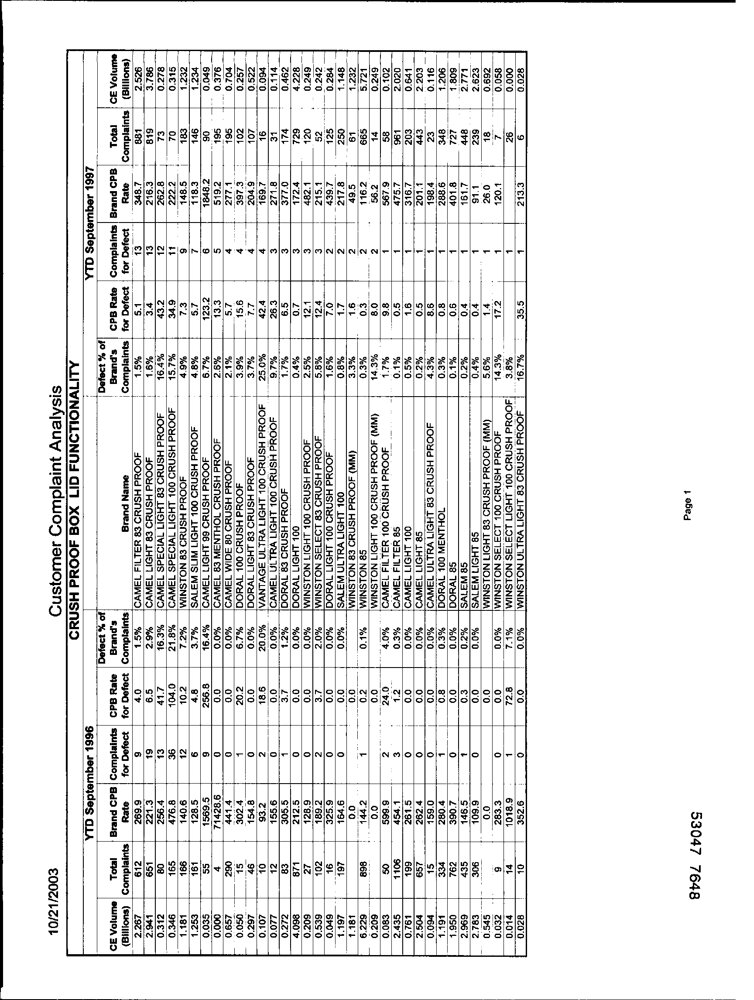 10/21/2003
Customer Complaint Analysis
CRUSH PROOF BOX LID FUNCTIONALITY
YTD September 1996 YTD September 1997
CE Volume (Billions) Total Complaints Brand CPB Rate Complaints for Defect CPB Rate for Defect Defect % of Brand's Complaints Brand Name Defect % of Brand's Complaints CPB Rate for Defect Complaints for Defect Brand CPB Rate Total Complaints CE Volume (Billions)
2.267 612 269.9 9 4.0 1.5% CAMEL FILTER 83 CRUSH PROOF 1.5% 5.1 13 348.7 881 2.526
2.941 651 221.3 19 6.5 2.9% CAMEL LIGHT 83 CRUSH PROOF 1.6% 3.4 13 216.3 819 3.786
0.312 80 256.4 13 41.7 16.3% CAMEL SPECIAL LIGHT 83 CRUSH PROOF 16.4% 43.2 12 262.8 73 0.278
0.346 165 476.8 36 104.0 21.8% CAMEL SPECIAL LIGHT 100 CRUSH PROOF 15.7% 34.9 11 222.2 70 0.315
1.181 166 140.6 12 10.2 7.2% WINSTON 83 CRUSH PROOF 4.9% 7.3 9 148.5 183 1.232
1.253 161 128.5 6 4.8 3.7% SALEM SLIM LIGHT 100 CRUSH PROOF 4.8% 5.7 7 118.3 146 1.234
0.035 55 1569.5 9 256.8 16.4% CAMEL LIGHT 99 CRUSH PROOF 6.7% 123.2 6 1848.2 90 0.049
0.000 4 71428.6 0 0.0 0.0% CAMEL 83 MENTHOL CRUSH PROOF 2.6% 13.3 5 519.2 195 0.376
0.657 290 441.4 0 0.0 0.0% CAMEL WIDE 80 CRUSH PROOF 2.1% 5.7 4 277.1 195 0.704
0.050 15 302.4 1 20.2 6.7% DORAL 100 CRUSH PROOF 3.9% 15.6 4 397.3 102 0.257
0.297 46 154.8 0 0.0 0.0% DORAL LIGHT 83 CRUSH PROOF 3.7% 7.7 4 204.9 107 0.522
0.107 10 93.2 2 18.6 20.0% VANTAGE ULTRA LIGHT 100 CRUSH PROOF 25.0% 42.4 4 169.7 16 0.094
0.077 12 155.6 0 0.0 0.0% CAMEL ULTRA LIGHT 100 CRUSH PROOF 9.7% 26.3 3 271.8 31 0.114
0.272 83 305.5 1 3.7 1.2% DORAL 83 CRUSH PROOF 1.7% 6.5 3 377.0 174 0.462
4.098 871 212.5 0 0.0 0.0% DORAL LIGHT 100 0.4% 0.7 3 172.4 729 4.228
0.209 27 128.9 0 0.0 0.0% WINSTON LIGHT 100 CRUSH PROOF 2.5% 12.1 3 482.1 120 0.249
0.539 102 189.2 2 3.7 2.0% WINSTON SELECT 83 CRUSH PROOF 5.8% 12.4 3 215.1 52 0.242
0.049 16 325.9 0 0.0 0.0% DORAL LIGHT 100 CRUSH PROOF 1.6% 7.0 2 439.7 125 0.284
1.197 197 164.6 0 0.0 0.0% SALEM ULTRA LIGHT 100 0.8% 1.7 2 217.8 250 1.148
1.181 0.0 0.0 WINSTON 83 CRUSH PROOF (MM) 3.3% 1.6 2 49.5 61 1.232
6.229 898 144.2 1 0.2 0.1% WINSTON 85 0.3% 0.3 2 116.2 665 5.721
0.209 0.0 0.0 WINSTON LIGHT 100 CRUSH PROOF (MM) 14.3% 8.0 2 56.2 14 0.249
0.083 50 599.9 2 24.0 4.0% CAMEL FILTER 100 CRUSH PROOF 1.7% 9.8 1 567.9 58 0.102
2.435 1106 454.1 3 1.2 0.3% CAMEL FILTER 85 0.1% 0.5 1 475.7 961 2.020
0.761 199 261.5 0 0.0 0.0% CAMEL LIGHT 100 0.5% 1.6 1 316.7 203 0.641
2.504 657 262.4 0 0.0 0.0% CAMEL LIGHT 85 0.2% 0.5 1 201.1 443 2.203
0.094 15 159.0 0 0.0 0.0% CAMEL ULTRA LIGHT 83 CRUSH PROOF 4.3% 8.6 1 198.4 23 0.116
1.191 334 280.4 1 0.8 0.3% DORAL 100 MENTHOL 0.3% 0.8 1 288.6 348 1.206
1.950 762 390.7 0 0.0 0.0% DORAL 85 0.1% 0.6 1 401.8 727 1.809
2.969 435 146.5 1 0.3 0.2% SALEM 85 0.2% 0.4 1 161.7 448 2.771
2.783 306 109.9 0 0.0 0.0% SALEM LIGHT 85 0.4% 0.4 1 91.1 239 2.623
0.545 0.0 0.0 WINSTON LIGHT 83 CRUSH PROOF (MM) 5.6% 1.4 1 26.0 18 0.692
0.032 9 283.3 0 0.0 0.0% WINSTON SELECT 100 CRUSH PROOF 14.3% 17.2 1 120.1 7 0.058
0.014 14 1018.9 1 72.8 7.1% WINSTON SELECT LIGHT 100 CRUSH PROOF 3.8% 1 26 0.000
0.028 10 352.6 0 0.0 0.0% WINSTON ULTRA LIGHT 83 CRUSH PROOF 16.7% 35.5 1 213.3 6 0.028
Page 1
53047 7648